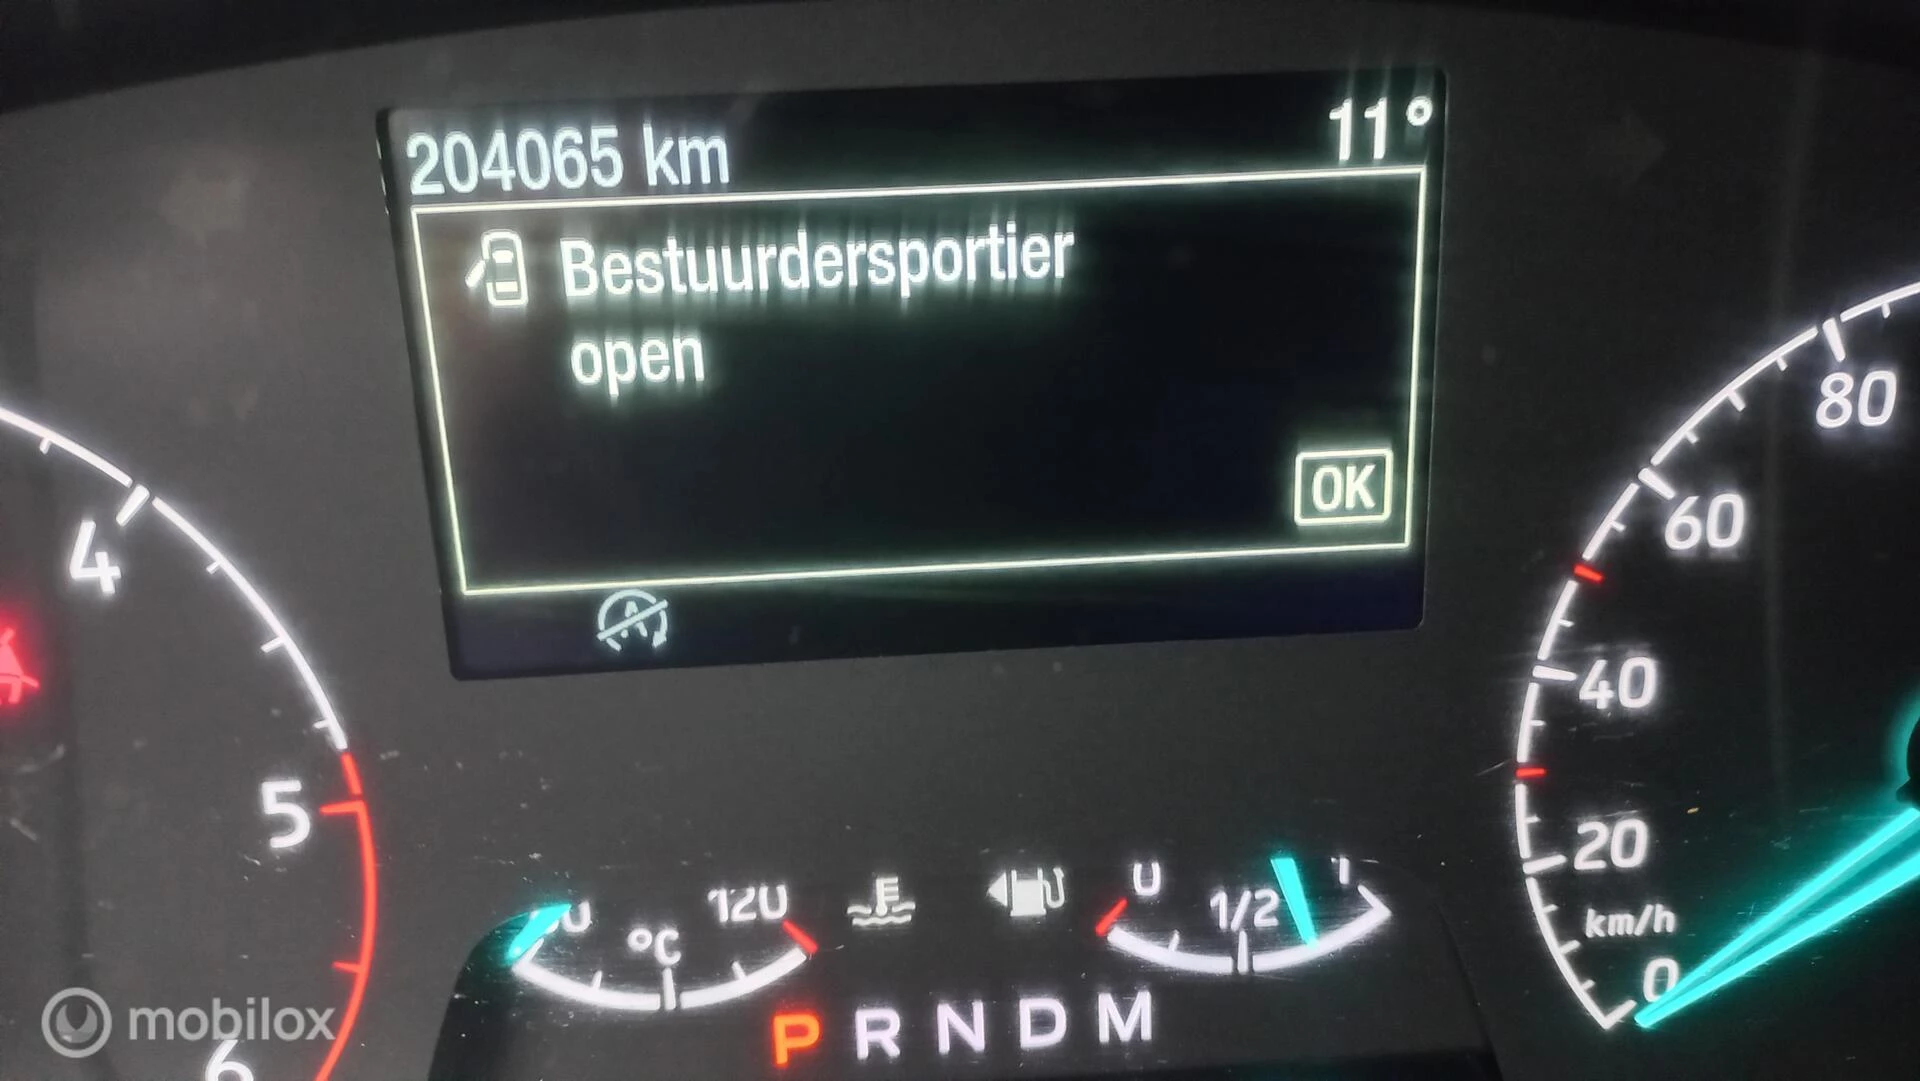 204065 km
11°
Bestuurdersportier
open
OK
4
5
6
80
60
40
20
km/h
0
120
°C
0
1/2
1
P R N D M
mobilox